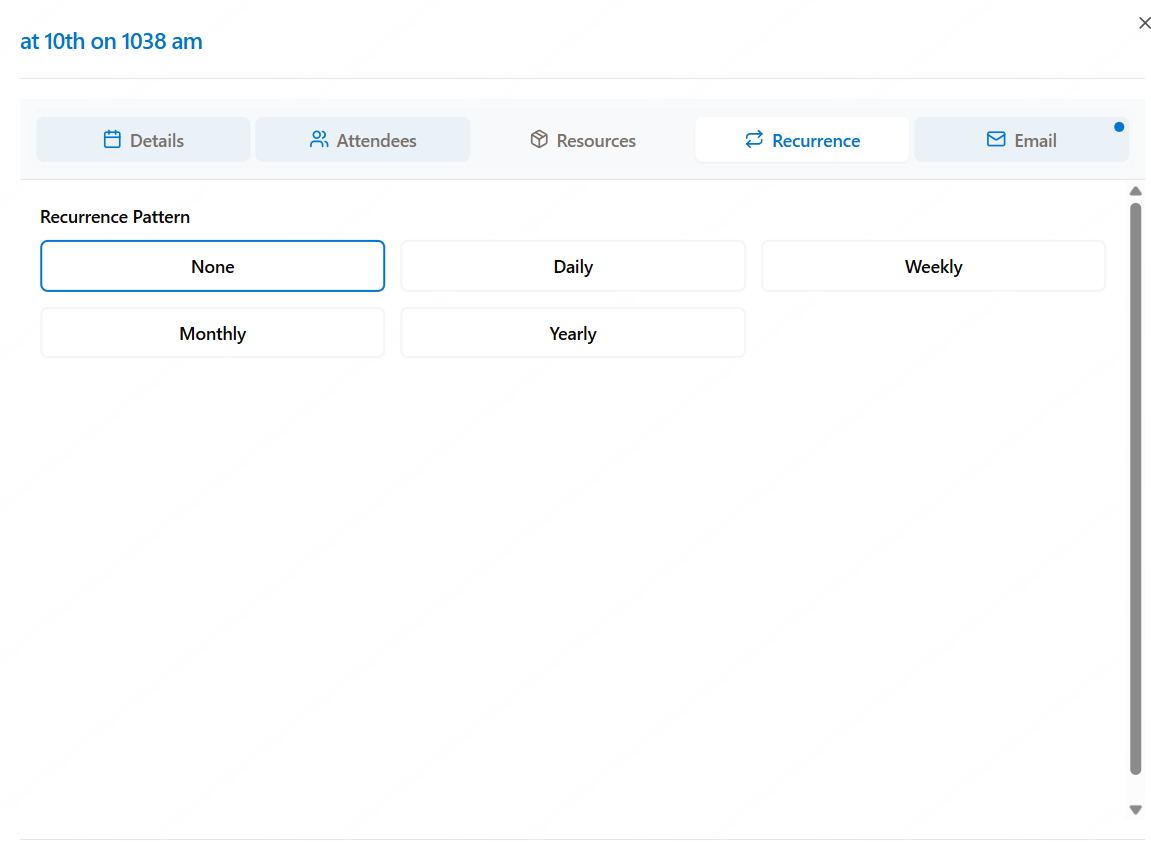 at 10th on 1038 am
Details Attendees Resources Recurrence Email
Recurrence Pattern
None Daily Weekly
Monthly Yearly